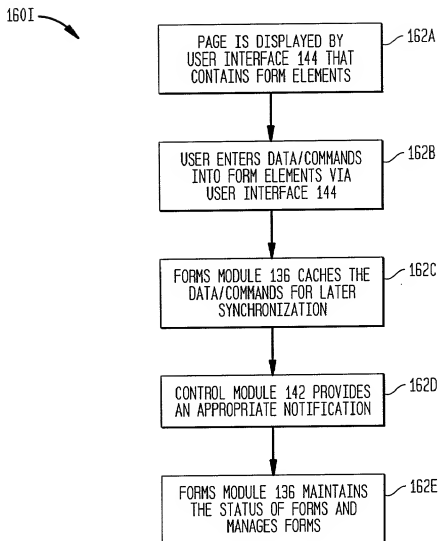 160I
PAGE IS DISPLAYED BY
USER INTERFACE 144 THAT
CONTAINS FORM ELEMENTS
162A
USER ENTERS DATA/COMMANDS
INTO FORM ELEMENTS VIA
USER INTERFACE 144
162B
FORMS MODULE 136 CACHES THE
DATA/COMMANDS FOR LATER
SYNCHRONIZATION
162C
CONTROL MODULE 142 PROVIDES
AN APPROPRIATE NOTIFICATION
162D
FORMS MODULE 136 MAINTAINS
THE STATUS OF FORMS AND
MANAGES FORMS
162E